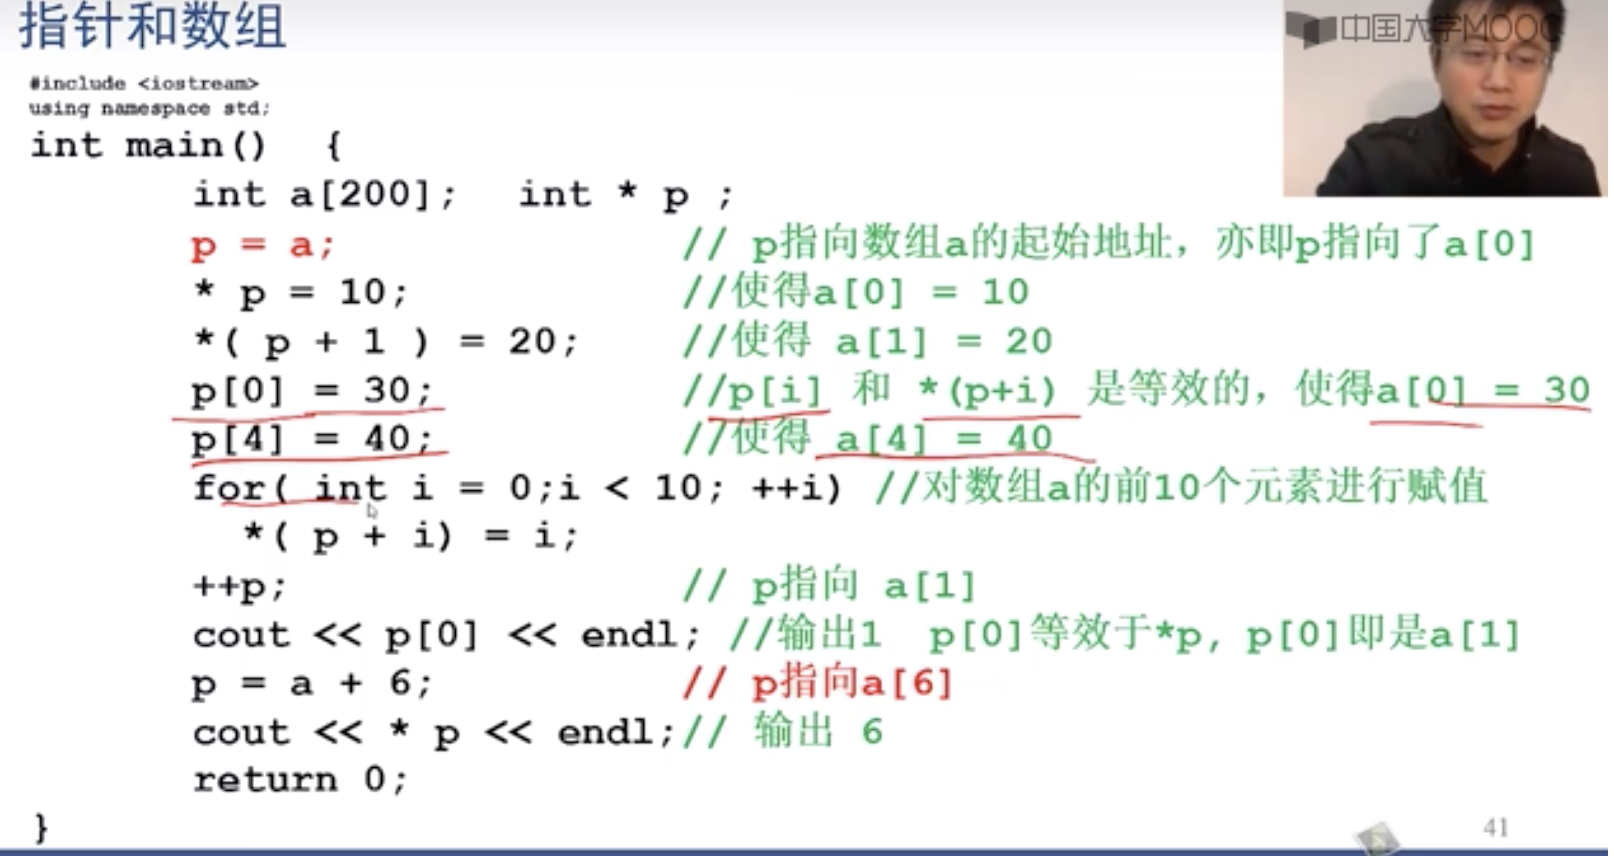 指针和数组
中国大学MOOC
#include <iostream>
using namespace std;
int main()  {
int a[200];  int * p ;
p = a;  // p指向数组a的起始地址，亦即p指向了a[0]
* p = 10;  //使得a[0] = 10
*( p + 1 ) = 20;  //使得 a[1] = 20
p[0] = 30;  //p[i] 和 *(p+i) 是等效的，使得a[0] = 30
p[4] = 40;  //使得 a[4] = 40
for( int i = 0;i < 10; ++i) //对数组a的前10个元素进行赋值
*( p + i) = i;
++p;  // p指向 a[1]
cout << p[0] << endl; //输出1  p[0]等效于*p, p[0]即是a[1]
p = a + 6;  // p指向a[6]
cout << * p << endl;// 输出 6
return 0;
}
41